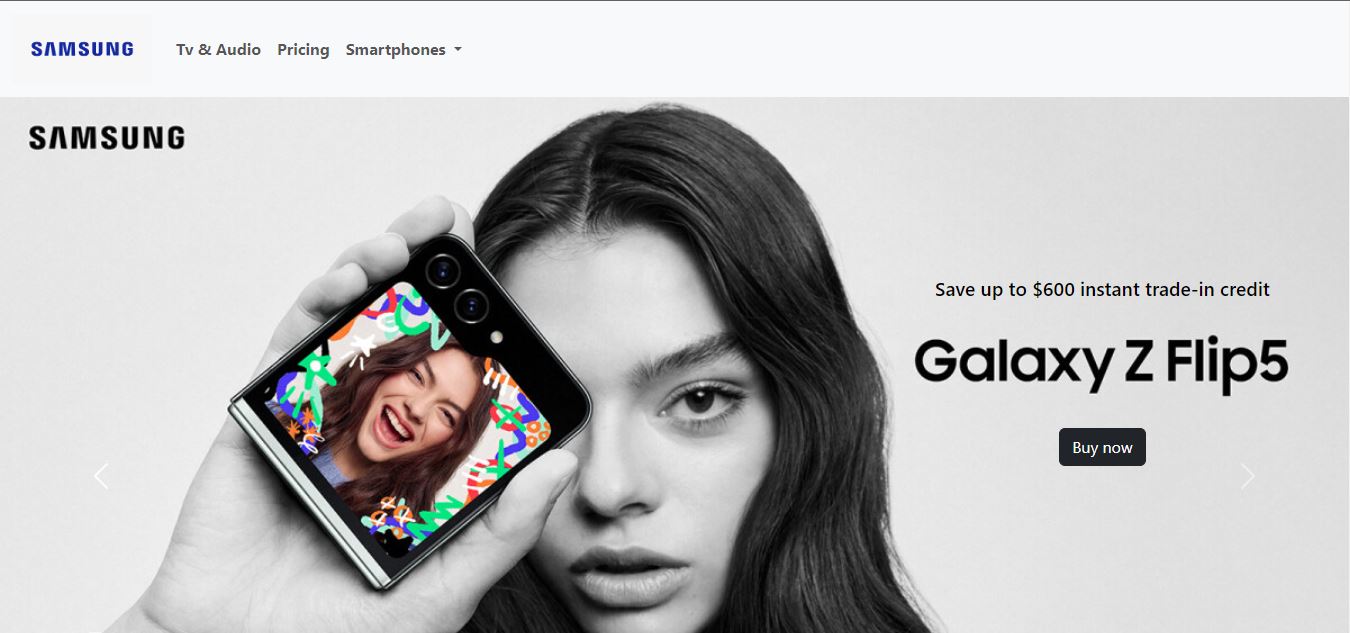 SAMSUNG
Tv & Audio
Pricing
Smartphones
SAMSUNG
Save up to $600 instant trade-in credit
Galaxy Z Flip5
Buy now